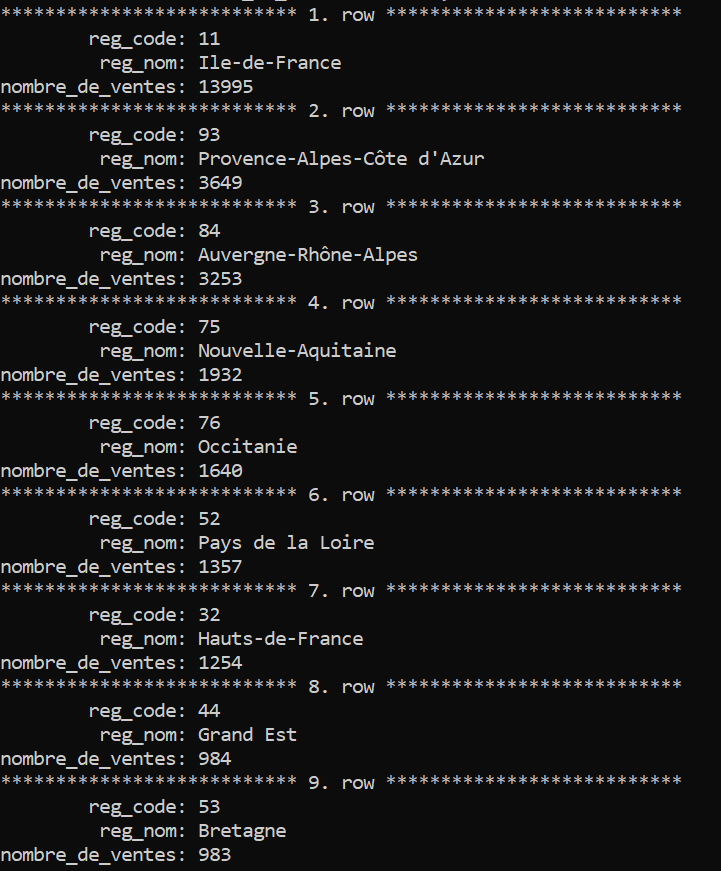 *************************** 1. row ***************************
reg_code: 11
reg_nom: Ile-de-France
nombre_de_ventes: 13995
*************************** 2. row ***************************
reg_code: 93
reg_nom: Provence-Alpes-Côte d'Azur
nombre_de_ventes: 3649
*************************** 3. row ***************************
reg_code: 84
reg_nom: Auvergne-Rhône-Alpes
nombre_de_ventes: 3253
*************************** 4. row ***************************
reg_code: 75
reg_nom: Nouvelle-Aquitaine
nombre_de_ventes: 1932
*************************** 5. row ***************************
reg_code: 76
reg_nom: Occitanie
nombre_de_ventes: 1640
*************************** 6. row ***************************
reg_code: 52
reg_nom: Pays de la Loire
nombre_de_ventes: 1357
*************************** 7. row ***************************
reg_code: 32
reg_nom: Hauts-de-France
nombre_de_ventes: 1254
*************************** 8. row ***************************
reg_code: 44
reg_nom: Grand Est
nombre_de_ventes: 984
*************************** 9. row ***************************
reg_code: 53
reg_nom: Bretagne
nombre_de_ventes: 983